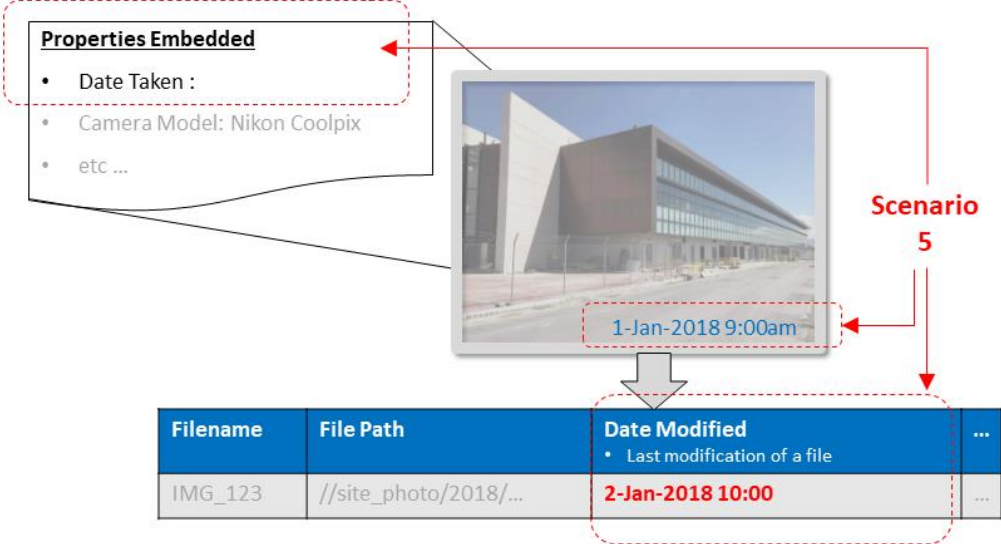 Properties Embedded
• Date Taken :
• Camera Model: Nikon Coolpix
• etc ...
Scenario
5
1-Jan-2018 9:00am
Filename File Path Date Modified ...
• Last modification of a file
IMG_123 //site_photo/2018/... 2-Jan-2018 10:00 ...